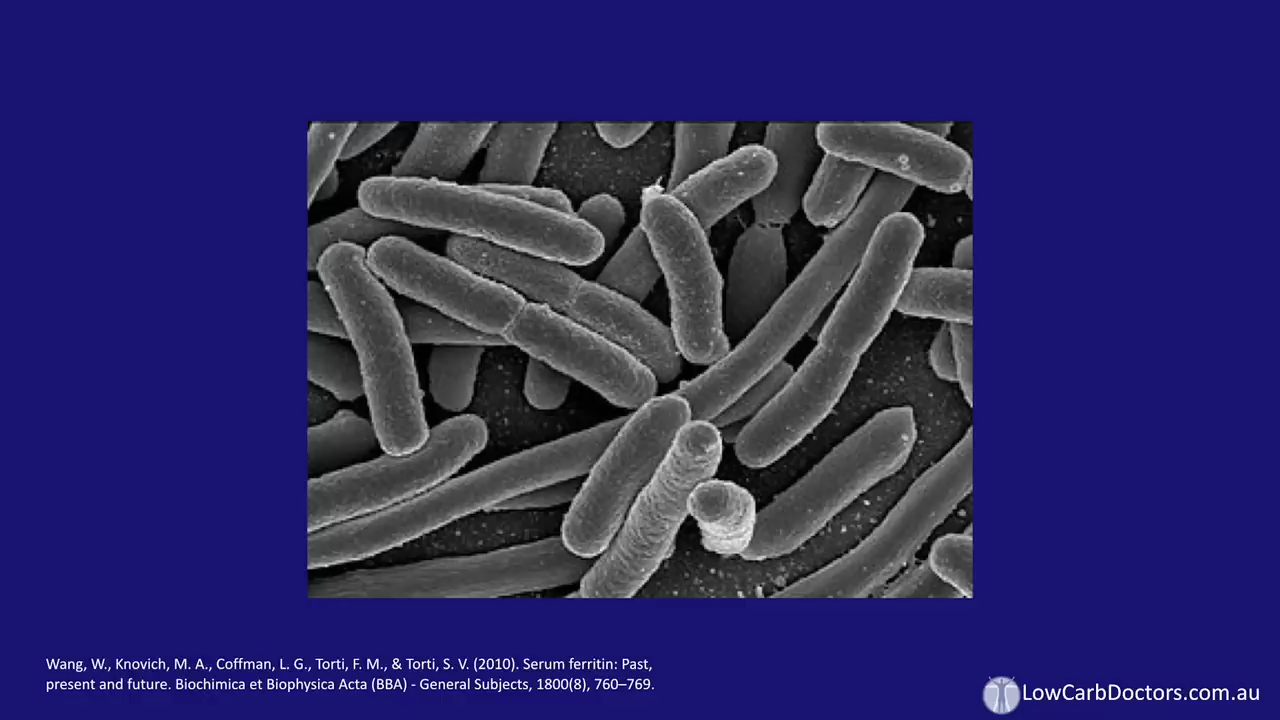 Wang, W., Knovich, M. A., Coffman, L. G., Torti, F. M., & Torti, S. V. (2010). Serum ferritin: Past,
present and future. Biochimica et Biophysica Acta (BBA) - General Subjects, 1800(8), 760–769.
LowCarbDoctors.com.au